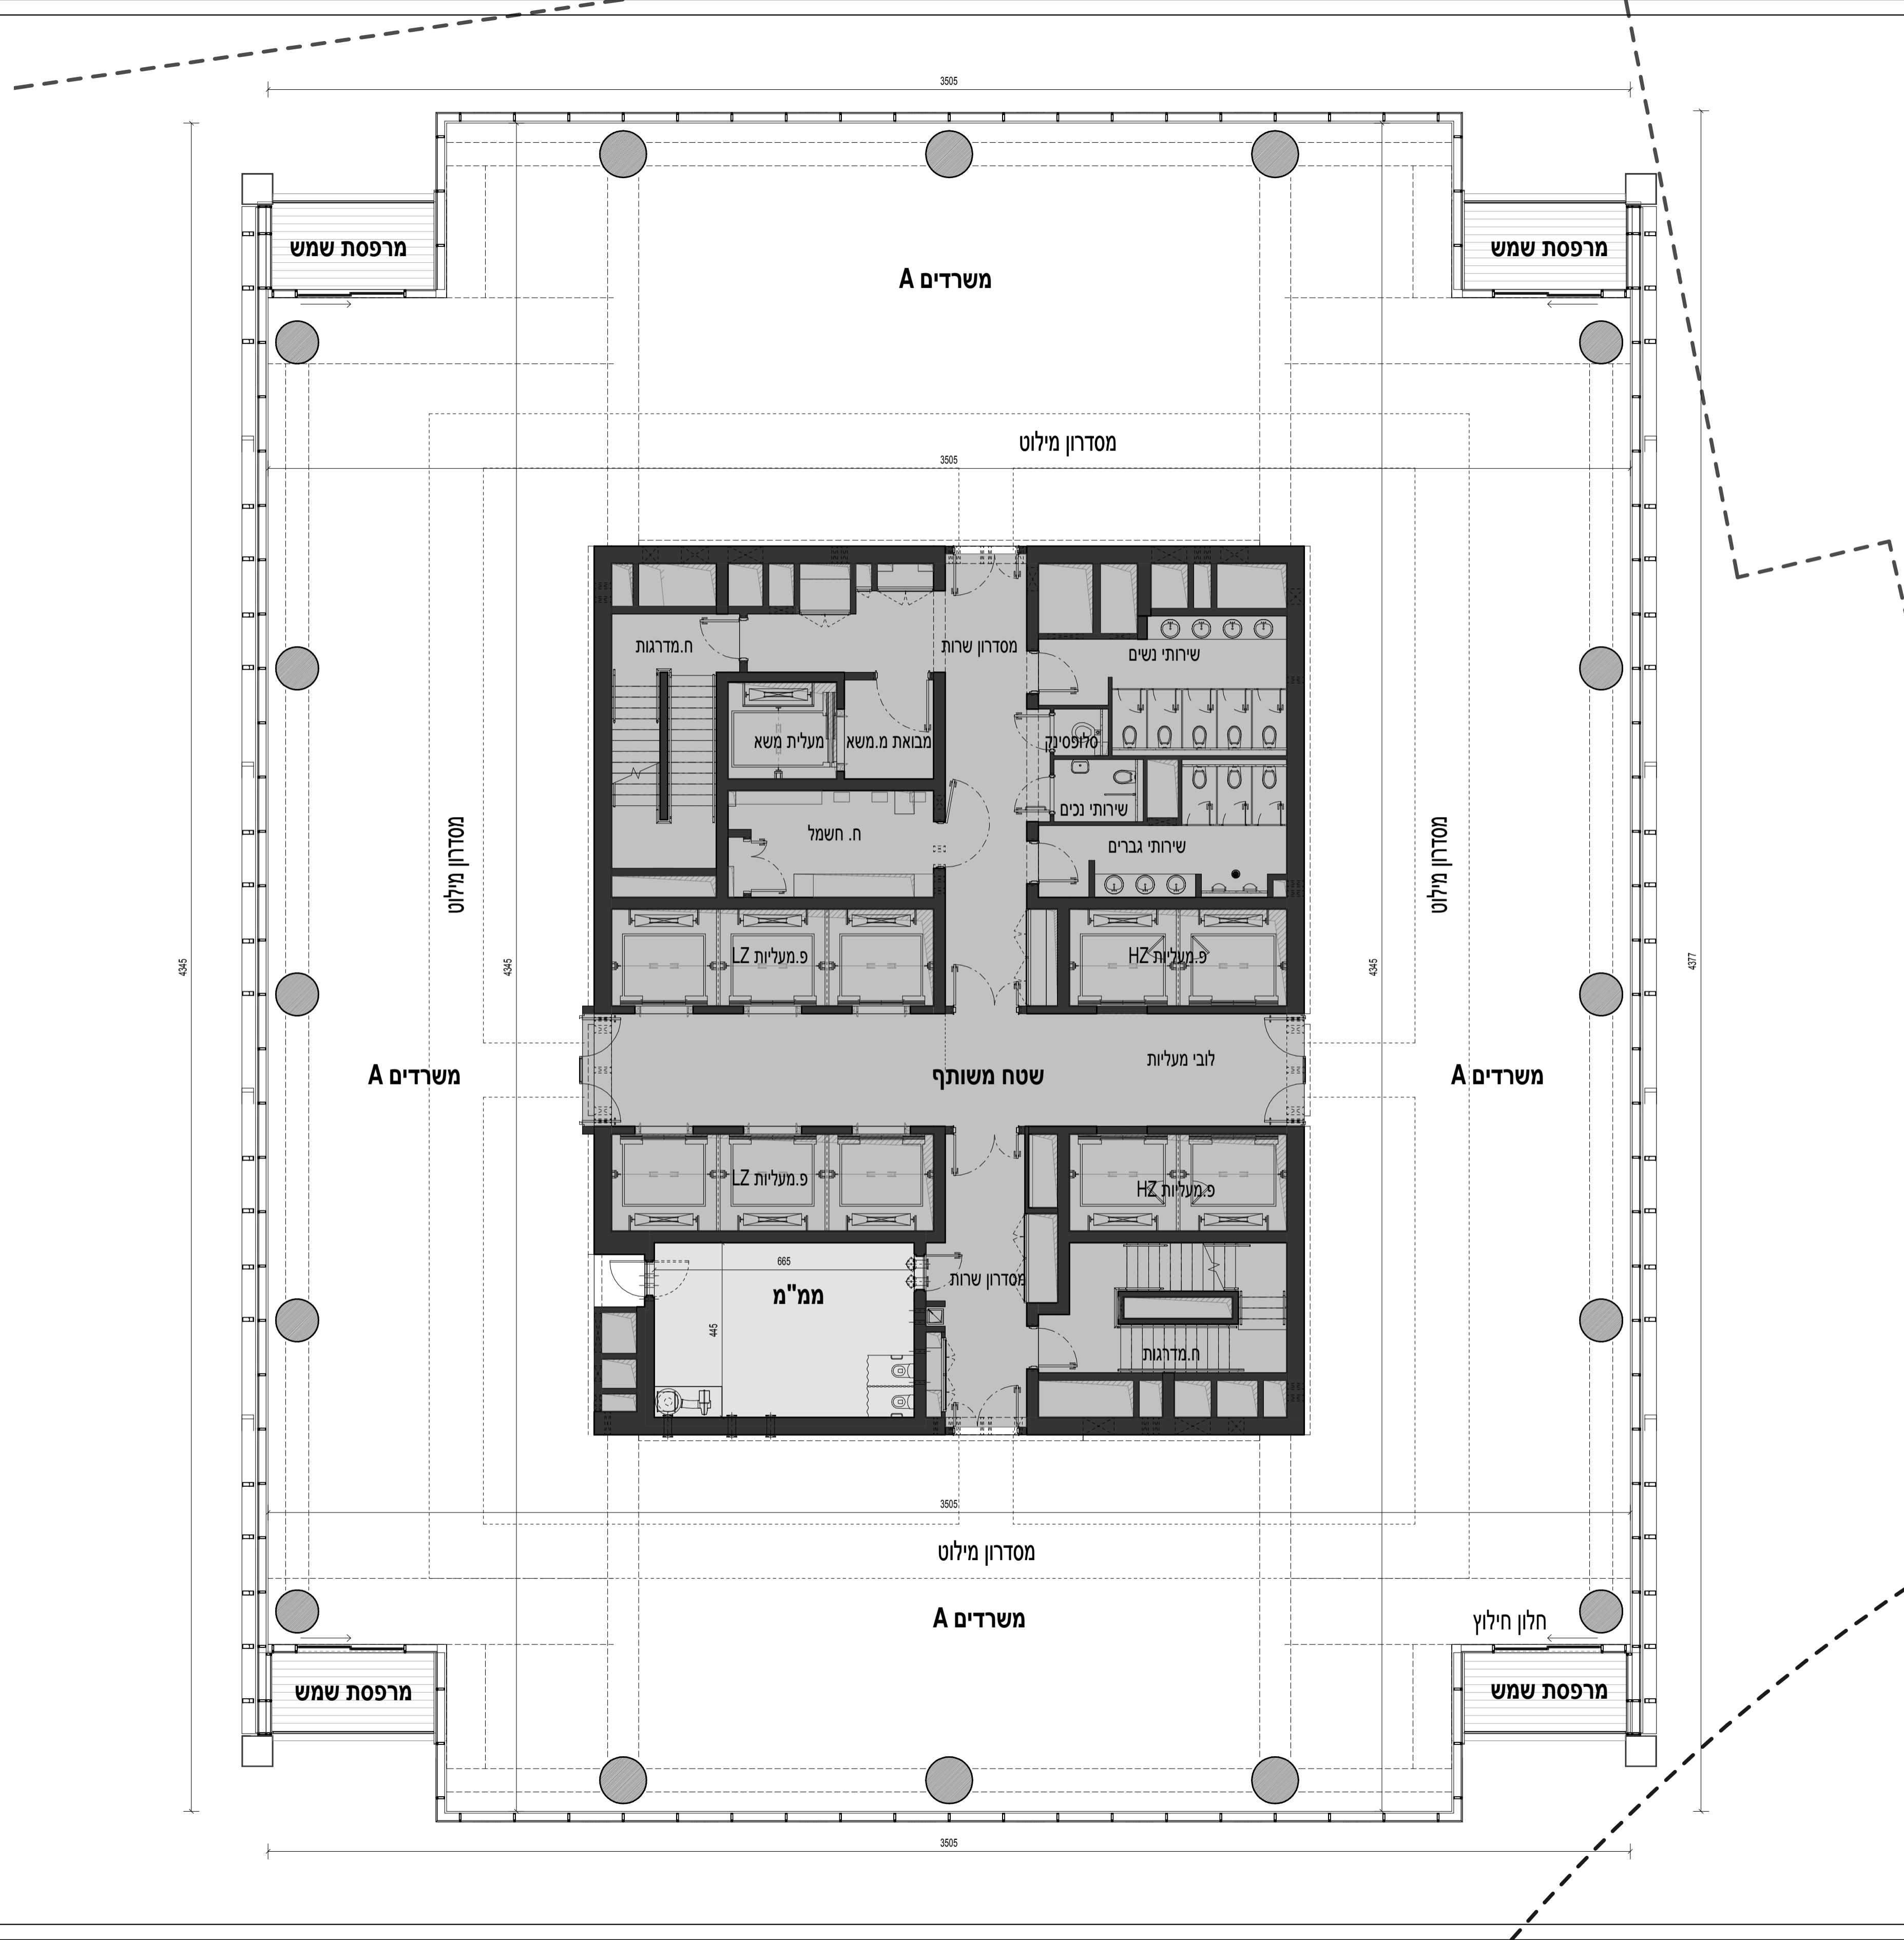 3505
מרפסת שמש
מרפסת שמש
משרדים A
מסדרון מילוט
3505
ח.מדרגות
מסדרון שרות
שירותי נשים
מעלית משא
מבואת מ.משא
סלופסינק
שירותי נכים
ח. חשמל
שירותי גברים
מסדרון מילוט
מסדרון מילוט
פ.מעליות LZ
פ.מעליות HZ
4345
4345
4345
4377
לובי מעליות
משרדים A
שטח משותף
משרדים A
פ.מעליות LZ
פ.מעליות HZ
665
מסדרון שרות
ממ"מ
445
ח.מדרגות
3505
מסדרון מילוט
משרדים A
חלון חילוץ
מרפסת שמש
מרפסת שמש
3505